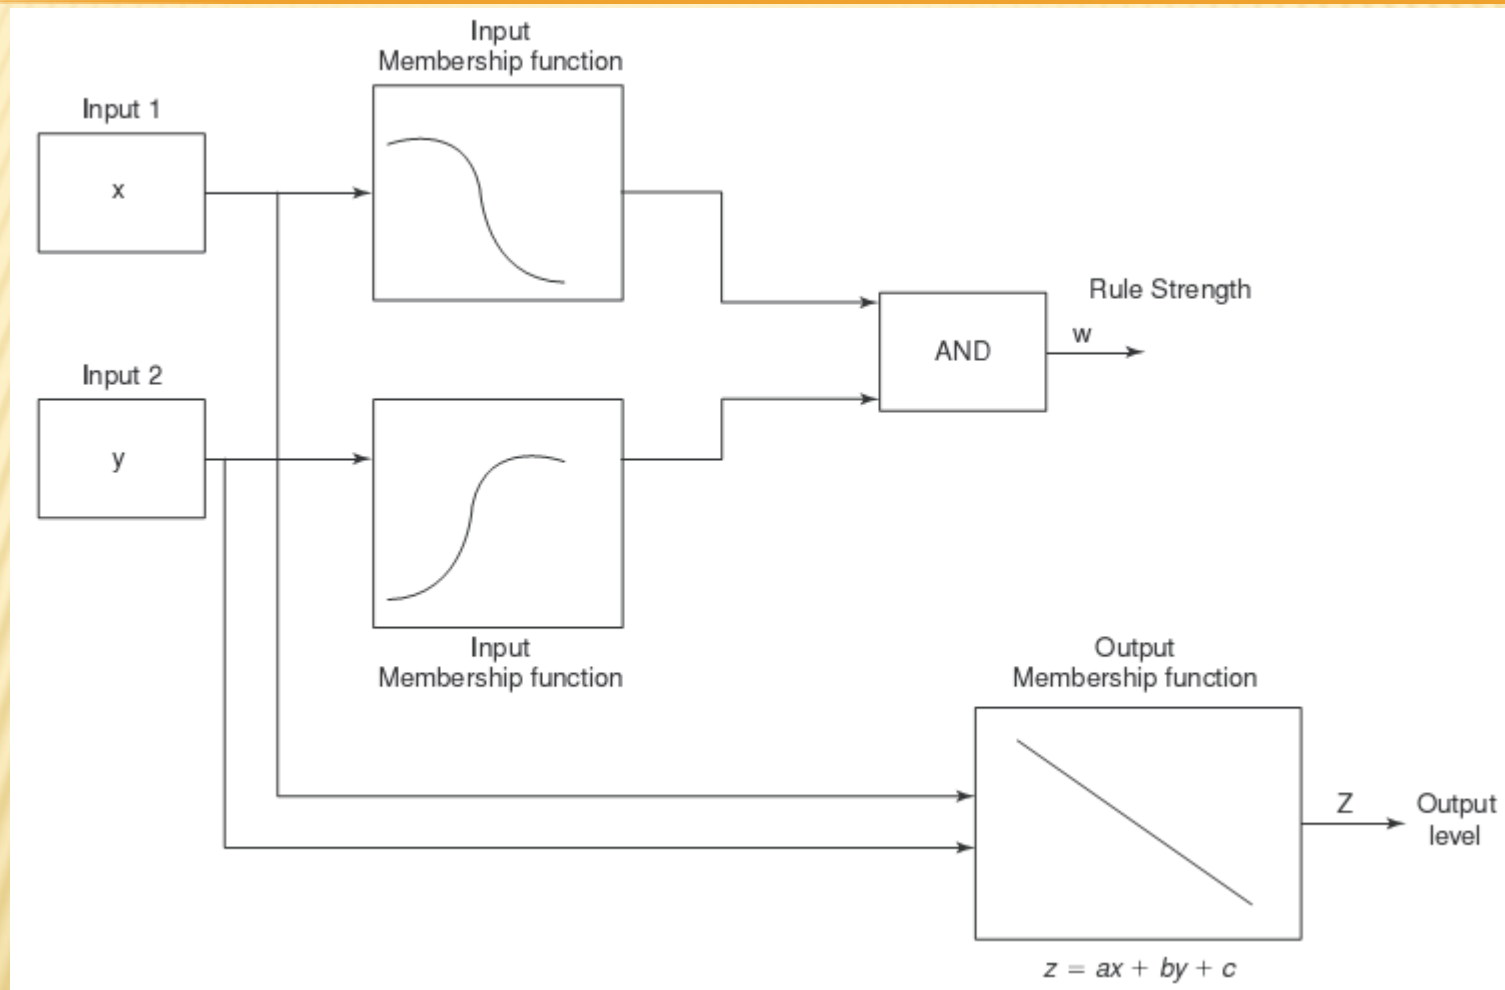 Input
Membership function
Input 1
x
Input 2
y
Input
Membership function
AND
Rule Strength
w
Output
Membership function
Z
Output
level
z = ax + by + c